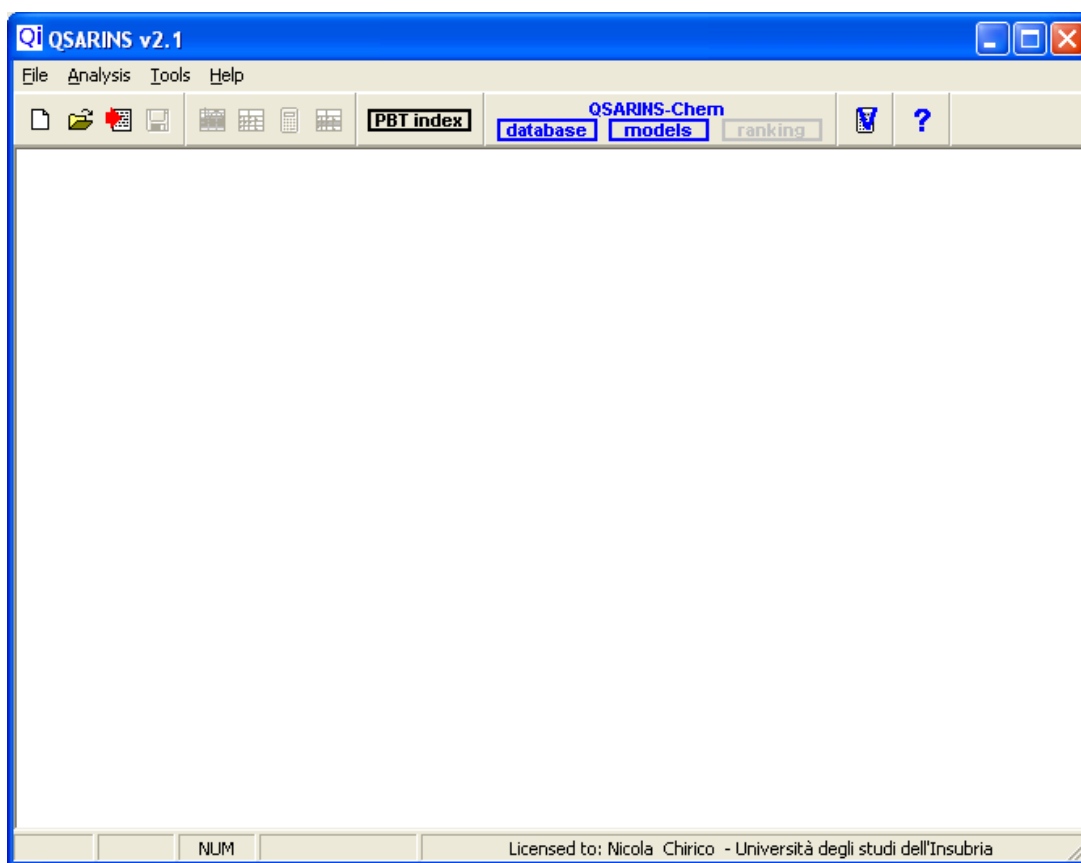 Qi QSARINS v2.1
File Analysis Tools Help
PBT index
QSARINS-Chem
database models ranking
V ?
NUM
Licensed to: Nicola Chirico - Università degli studi dell'Insubria